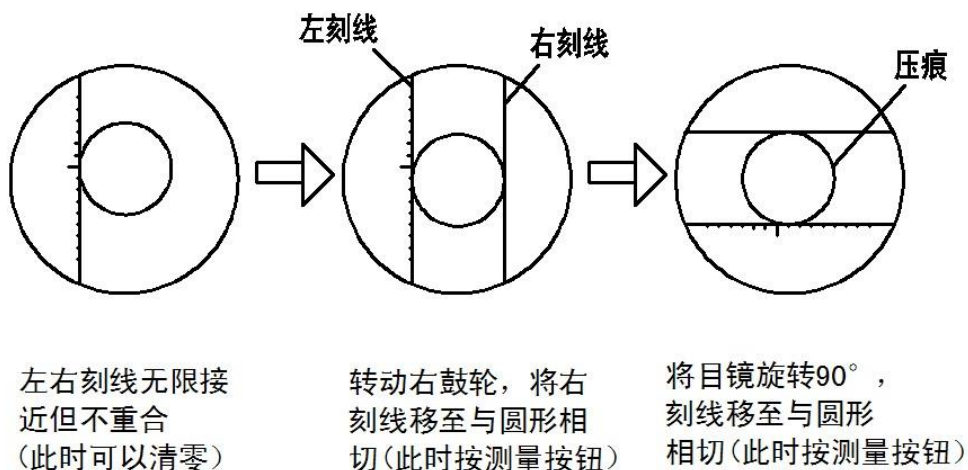 左刻线
右刻线
压痕
左右刻线无限接
近但不重合
(此时可以清零)
转动右鼓轮，将右
刻线移至与圆形相
切(此时按测量按钮)
将目镜旋转90°，
刻线移至与圆形
相切(此时按测量按钮)